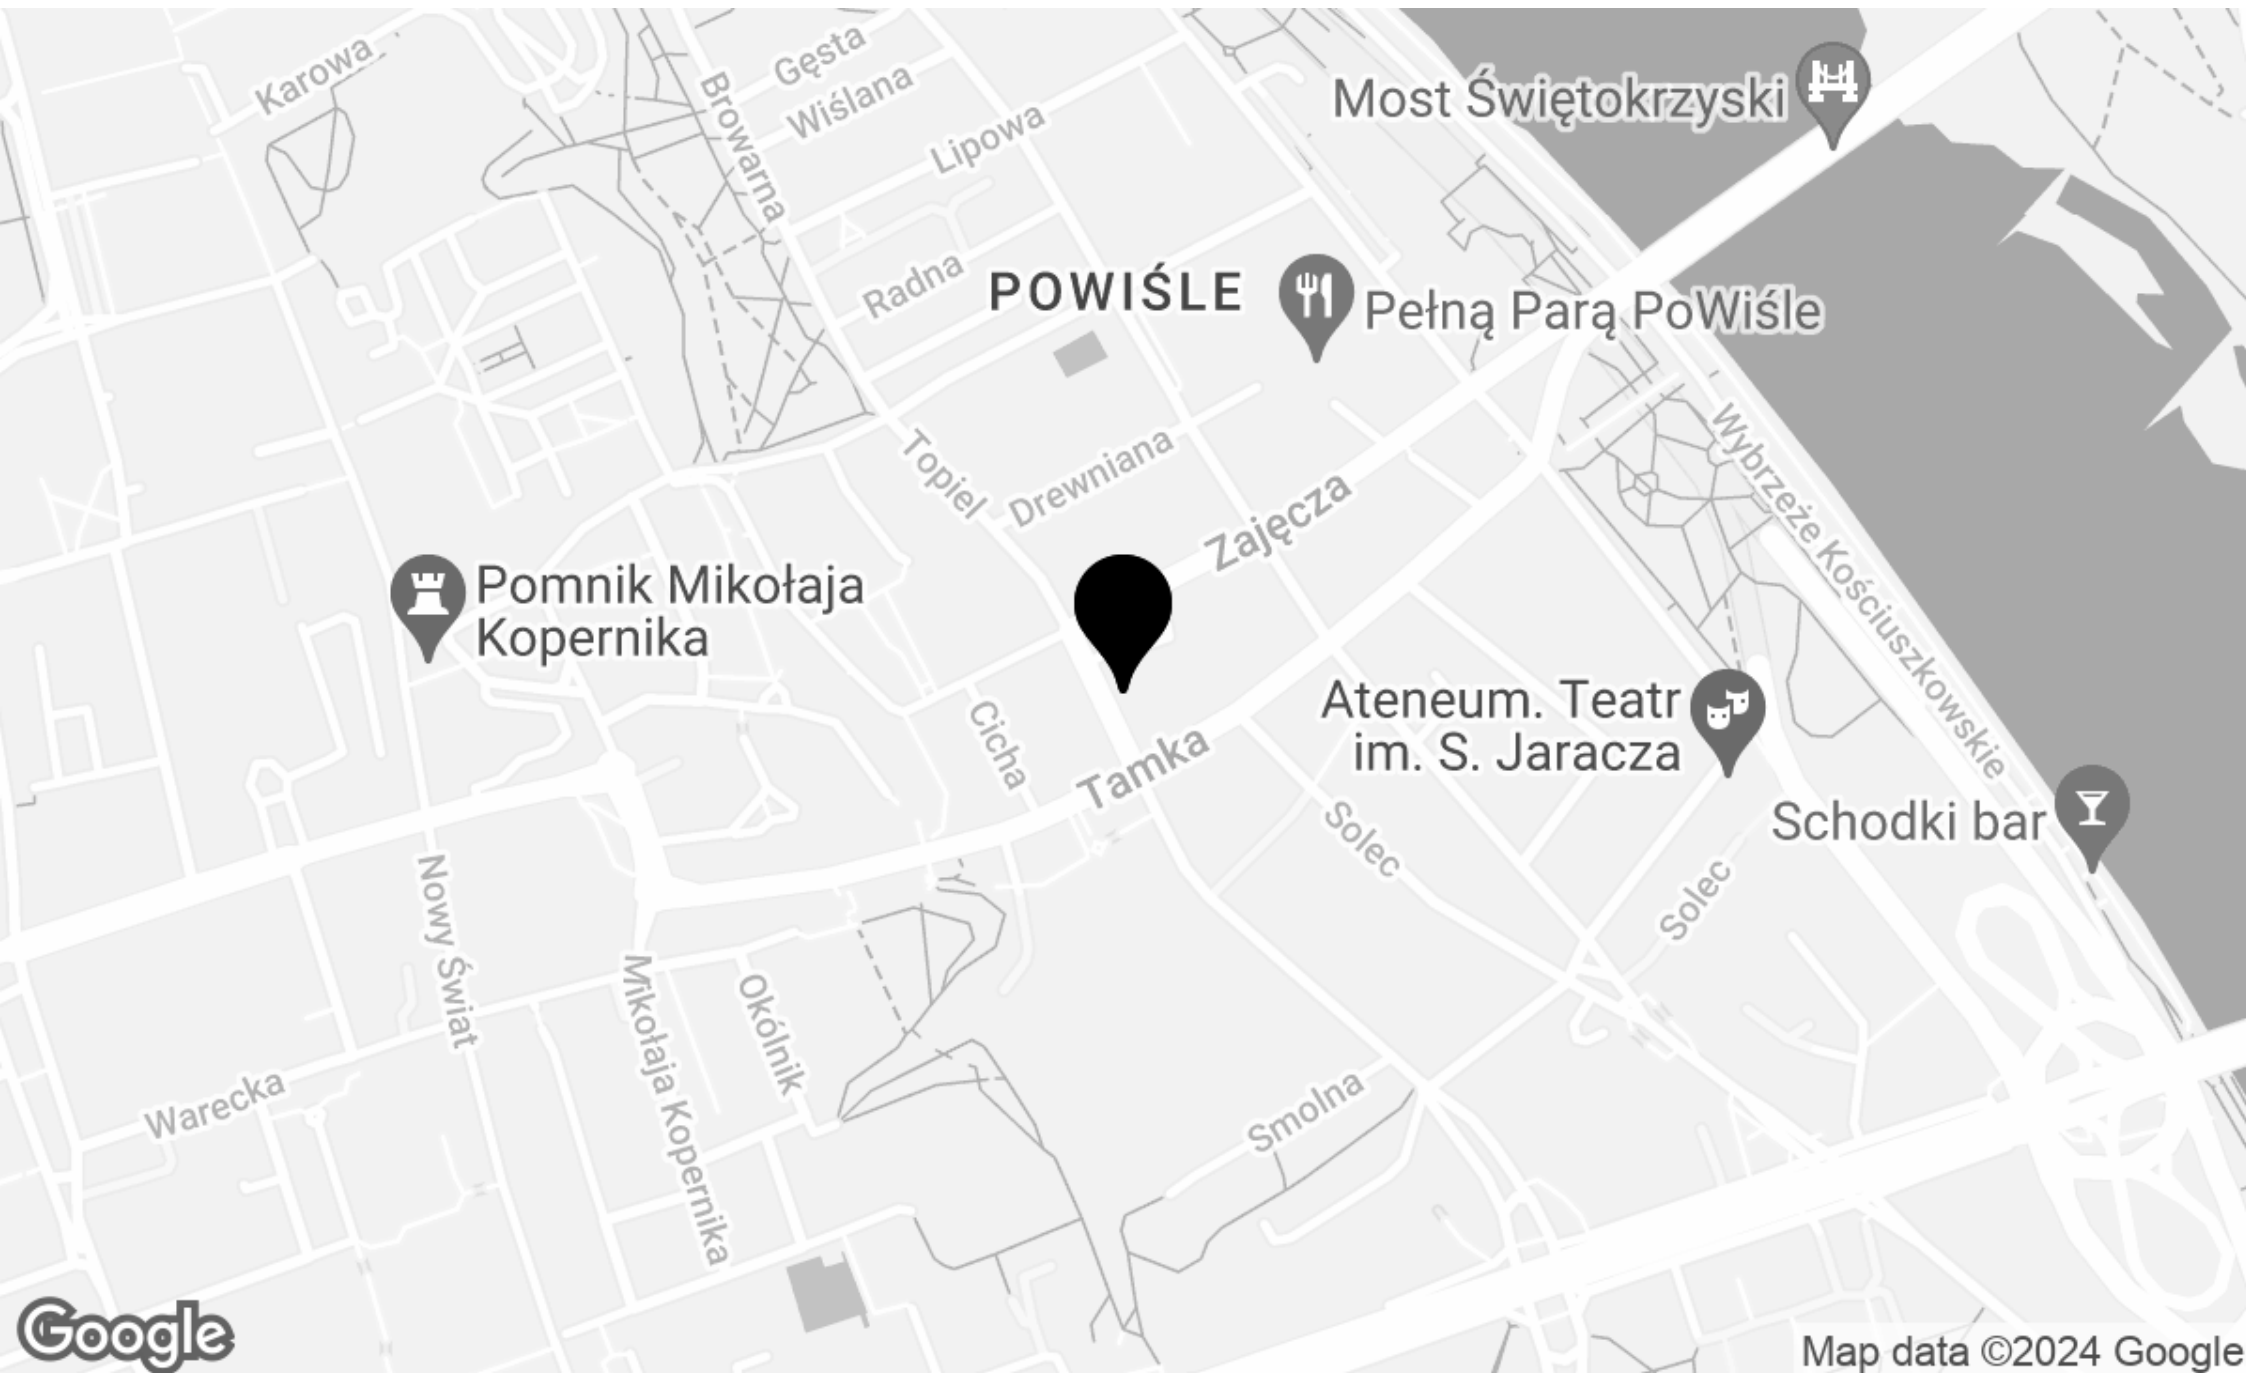 Karowa
Gęsta
Wiślana
Browarna
Lipowa
Most Świętokrzyski
Radna
POWIŚLE
Pełną Parą PoWiśle
Topiel
Drewniana
Zajęcza
Wybrzeże Kościuszkowskie
Pomnik Mikołaja
Kopernika
Cicha
Tamka
Ateneum. Teatr
im. S. Jaracza
Solec
Schodki bar
Solec
Nowy Świat
Mikołaja Kopernika
Okólnik
Warecka
Smolna
Google
Map data ©2024 Google